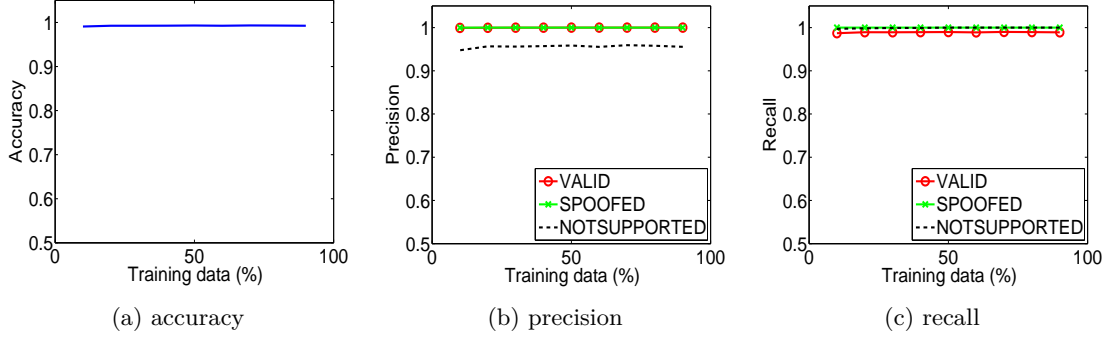 1
0.9
0.8
0.7
0.6
0.5
0 50 100
Accuracy
Training data (%)
(a) accuracy
1
0.9
0.8
0.7
0.6
0.5
0 50 100
Precision
Training data (%)
VALID
SPOOFED
NOTSUPPORTED
(b) precision
1
0.9
0.8
0.7
0.6
0.5
0 50 100
Recall
Training data (%)
VALID
SPOOFED
NOTSUPPORTED
(c) recall